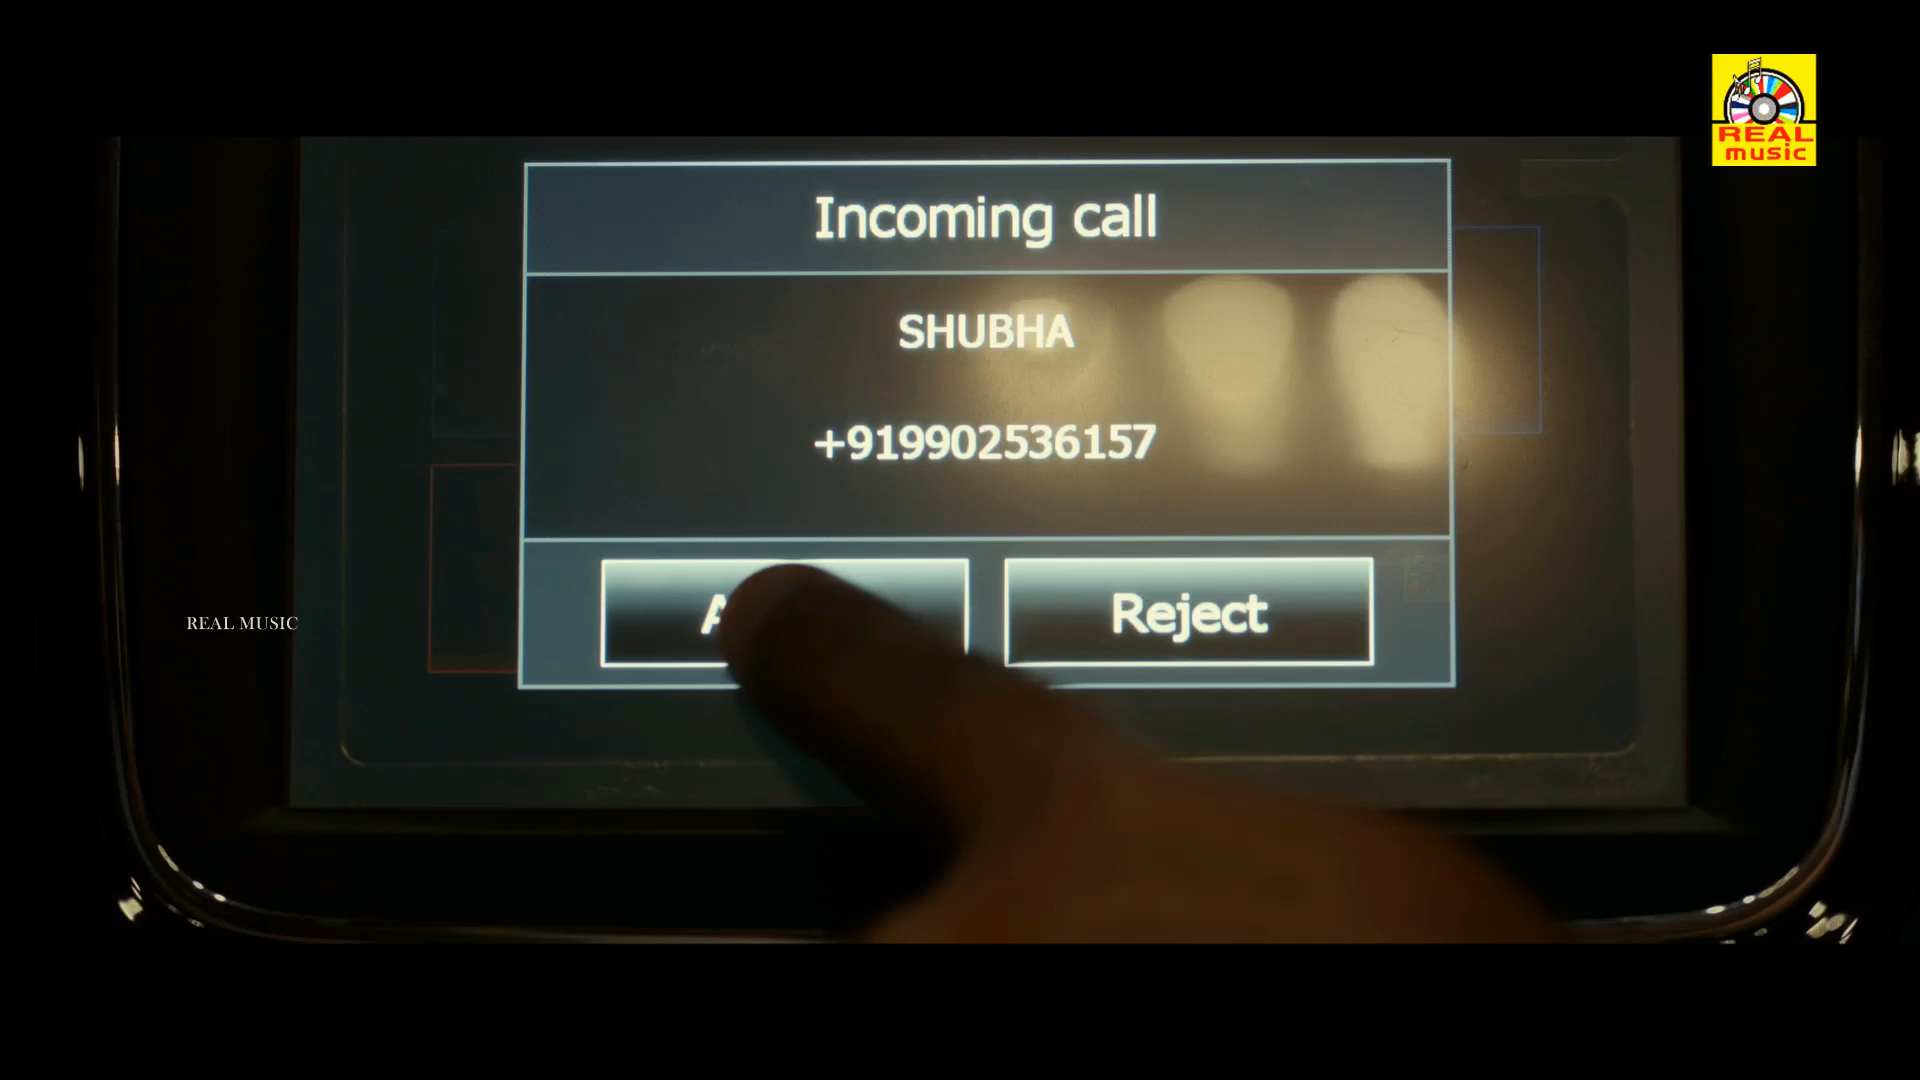 REAL
music
Incoming call
SHUBHA
+919902536157
Reject
REAL MUSIC